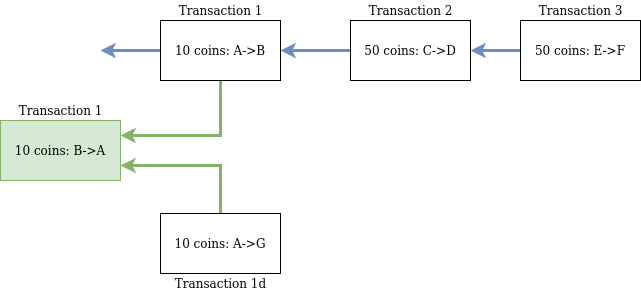 Transaction 1
10 coins: A->B
Transaction 2
50 coins: C->D
Transaction 3
50 coins: E->F
Transaction 1
10 coins: B->A
10 coins: A->G
Transaction 1d